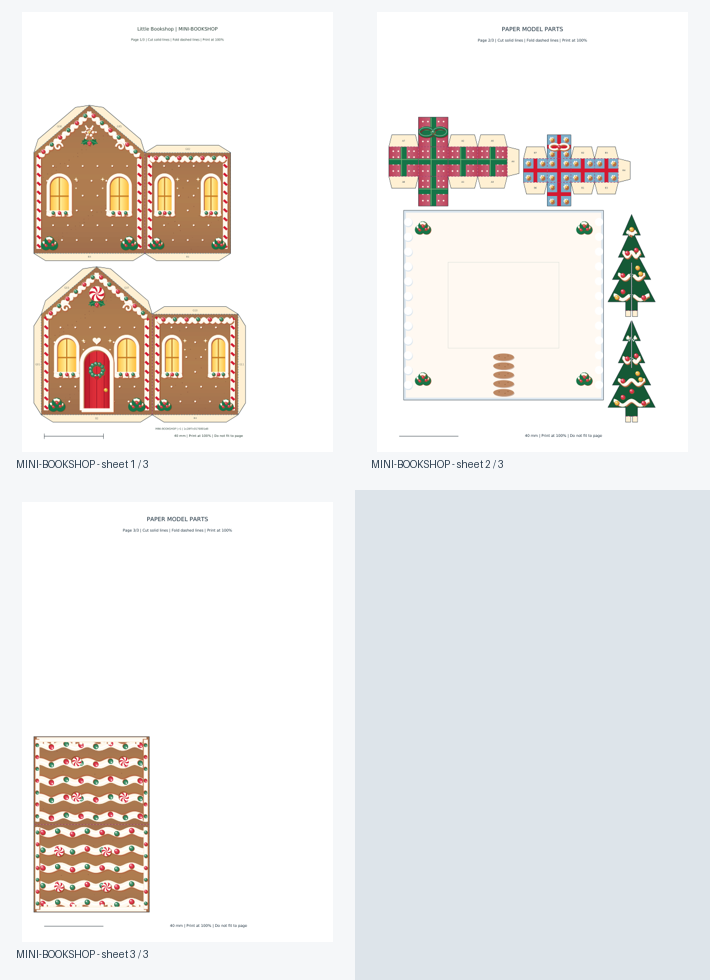 Little Bookshop | MINI-BOOKSHOP
Page 1/3 | Cut solid lines | Fold dashed lines | Print at 100%
40 mm | Print at 100% | Do not fit to page
MINI-BOOKSHOP - sheet 1 / 3
PAPER MODEL PARTS
Page 2/3 | Cut solid lines | Fold dashed lines | Print at 100%
40 mm | Print at 100% | Do not fit to page
MINI-BOOKSHOP - sheet 2 / 3
PAPER MODEL PARTS
Page 3/3 | Cut solid lines | Fold dashed lines | Print at 100%
40 mm | Print at 100% | Do not fit to page
MINI-BOOKSHOP - sheet 3 / 3